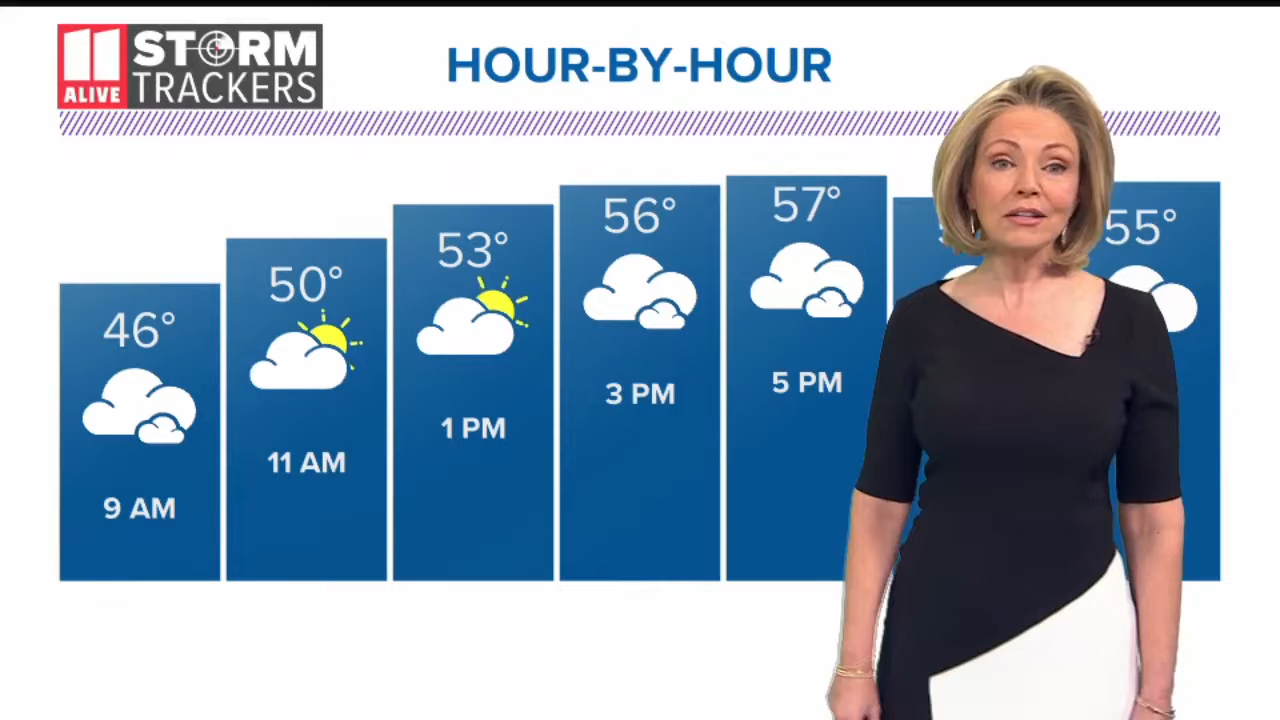 11 ALIVE
STORM
TRACKERS
HOUR-BY-HOUR
46°
50°
53°
56°
57°
55°
9 AM
11 AM
1 PM
3 PM
5 PM